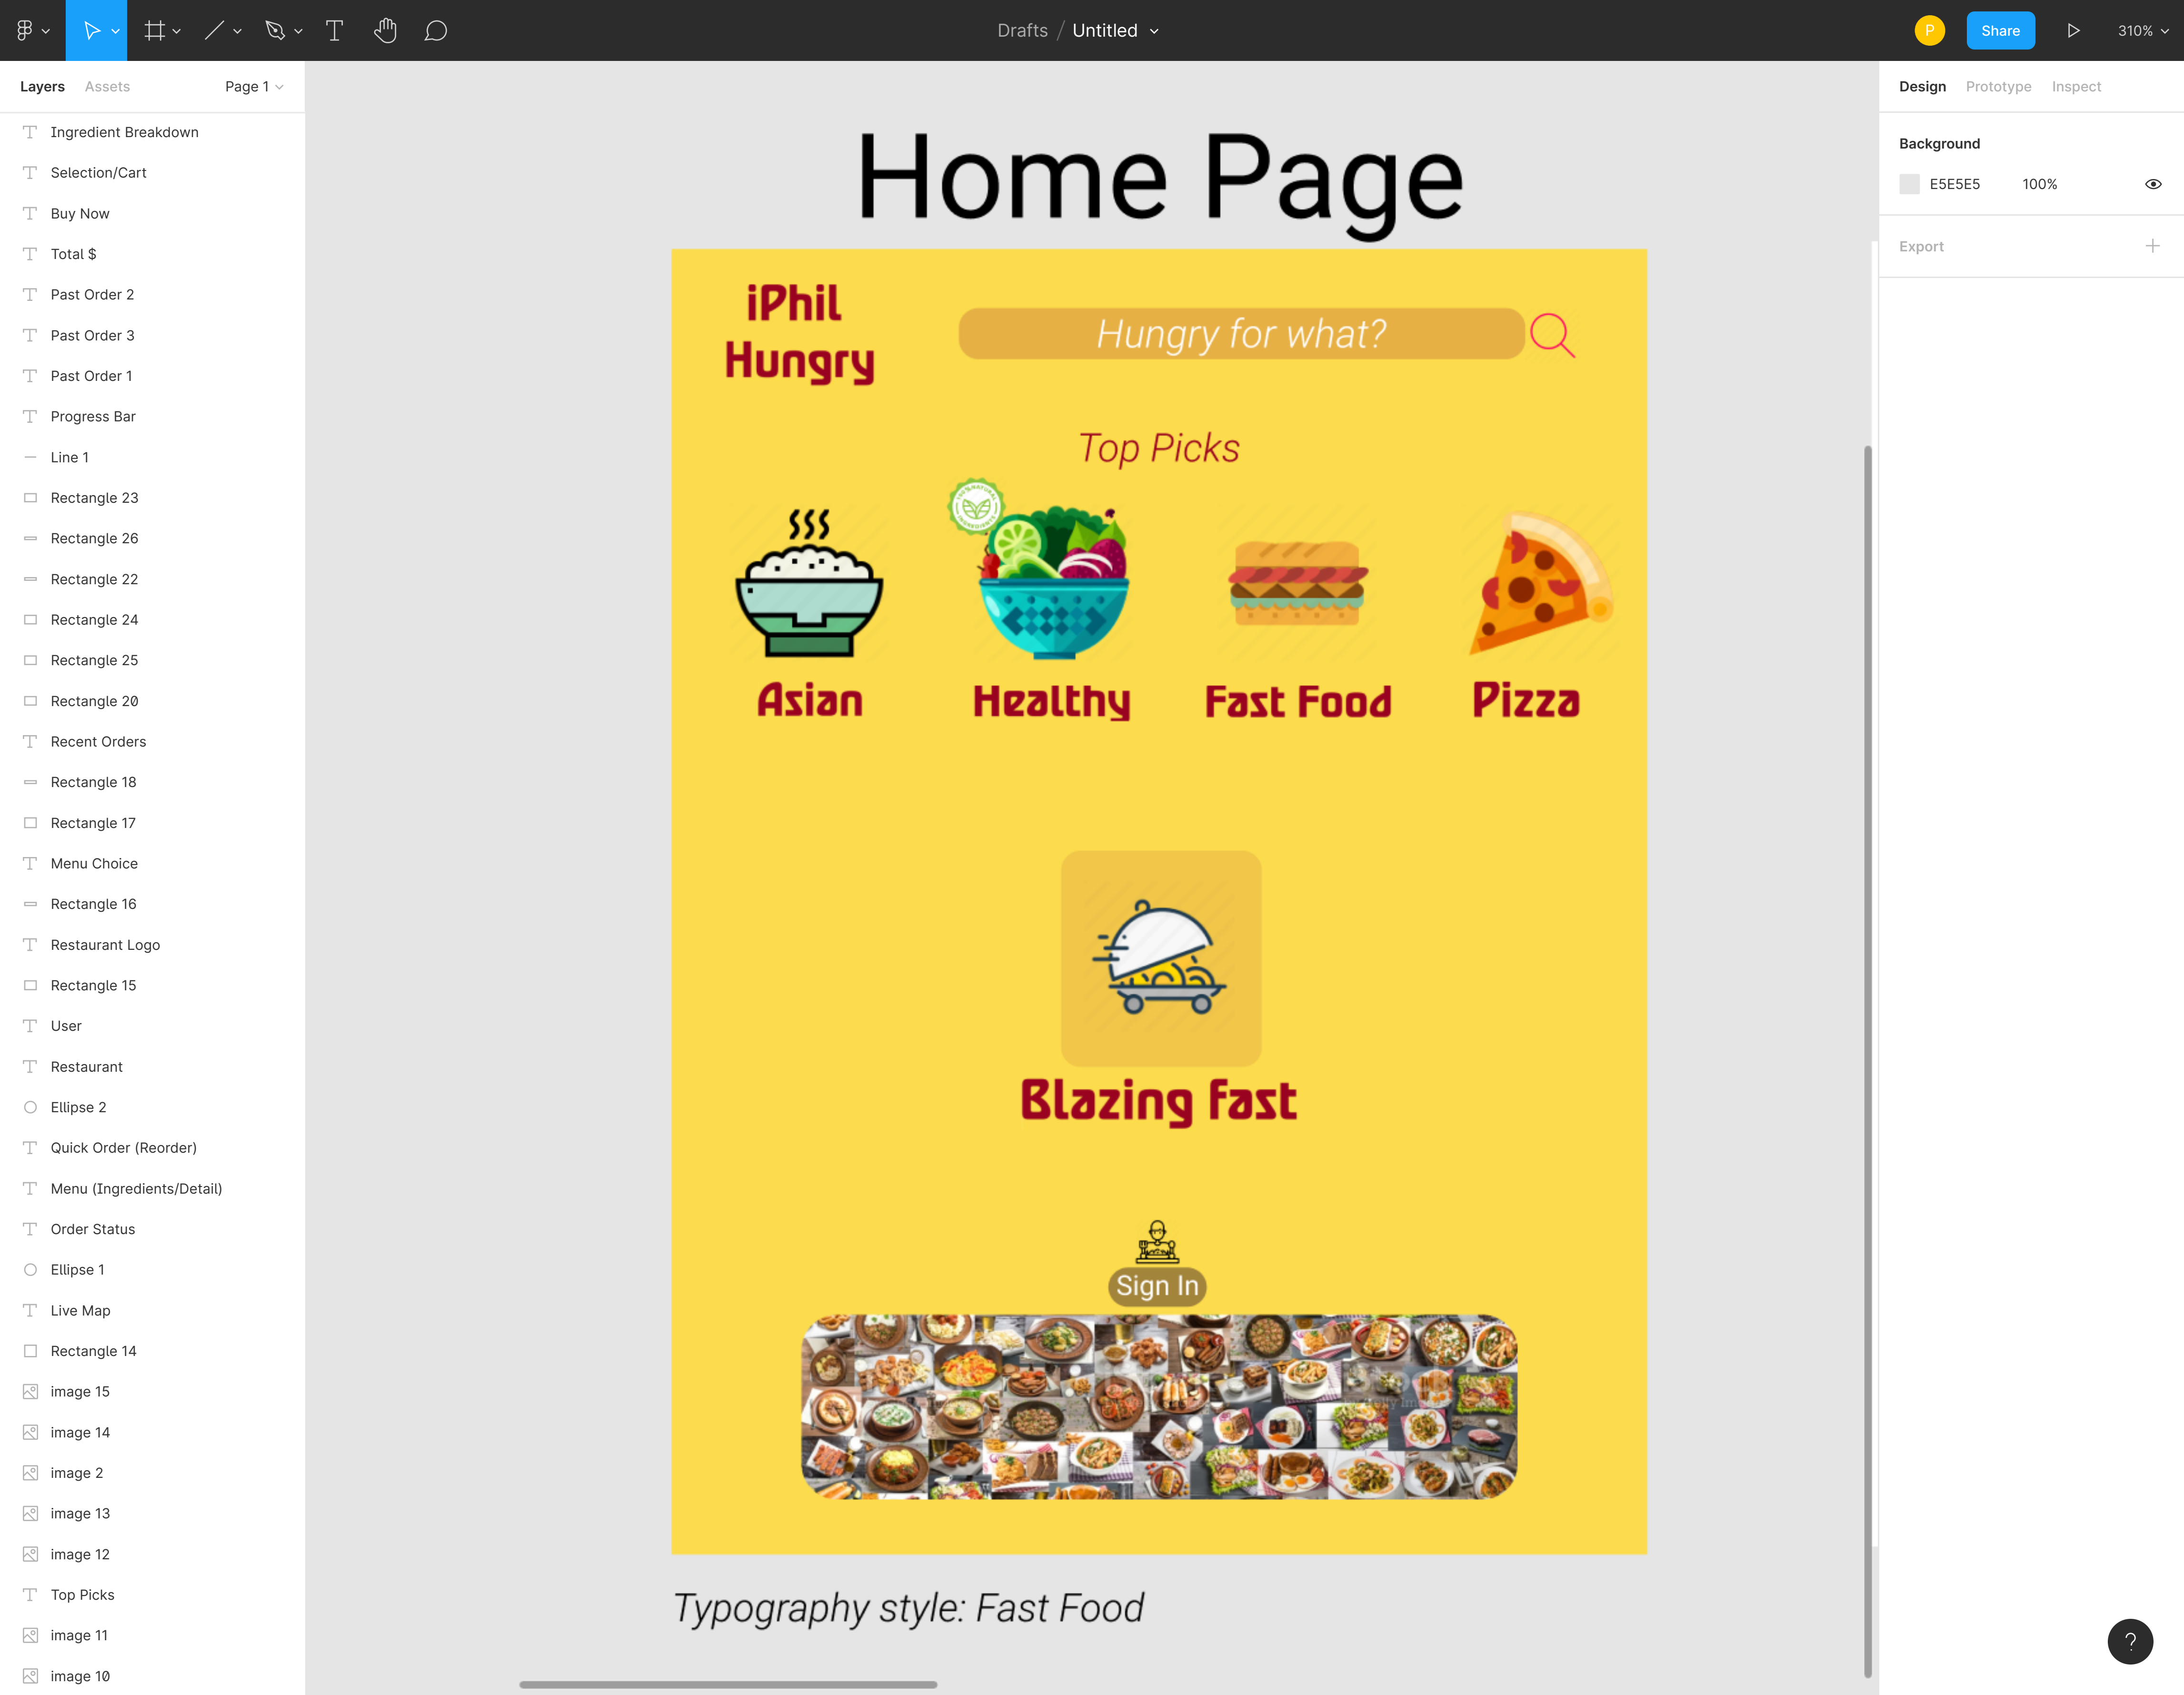 Drafts / Untitled
P
Share
310%
Layers
Assets
Page 1
Design
Prototype
Inspect
Ingredient Breakdown
Selection/Cart
Buy Now
Total $
Past Order 2
Past Order 3
Past Order 1
Progress Bar
Line 1
Rectangle 23
Rectangle 26
Rectangle 22
Rectangle 24
Rectangle 25
Rectangle 20
Recent Orders
Rectangle 18
Rectangle 17
Menu Choice
Rectangle 16
Restaurant Logo
Rectangle 15
User
Restaurant
Ellipse 2
Quick Order (Reorder)
Menu (Ingredients/Detail)
Order Status
Ellipse 1
Live Map
Rectangle 14
image 15
image 14
image 2
image 13
image 12
Top Picks
image 11
image 10
Home Page
iPhil
Hungry
Hungry for what?
Top Picks
Asian
Healthy
Fast Food
Pizza
Blazing fast
Sign In
Typography style: Fast Food
Background
E5E5E5 100%
Export
?